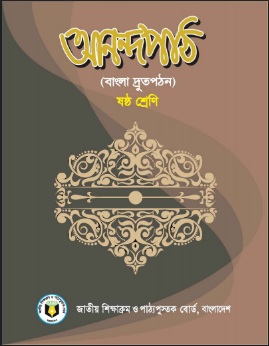 আনন্দপাঠ
(বাংলা দ্রুতপঠন)
ষষ্ঠ শ্রেণি
জাতীয় শিক্ষাক্রম ও পাঠ্যপুস্তক বোর্ড, বাংলাদেশ